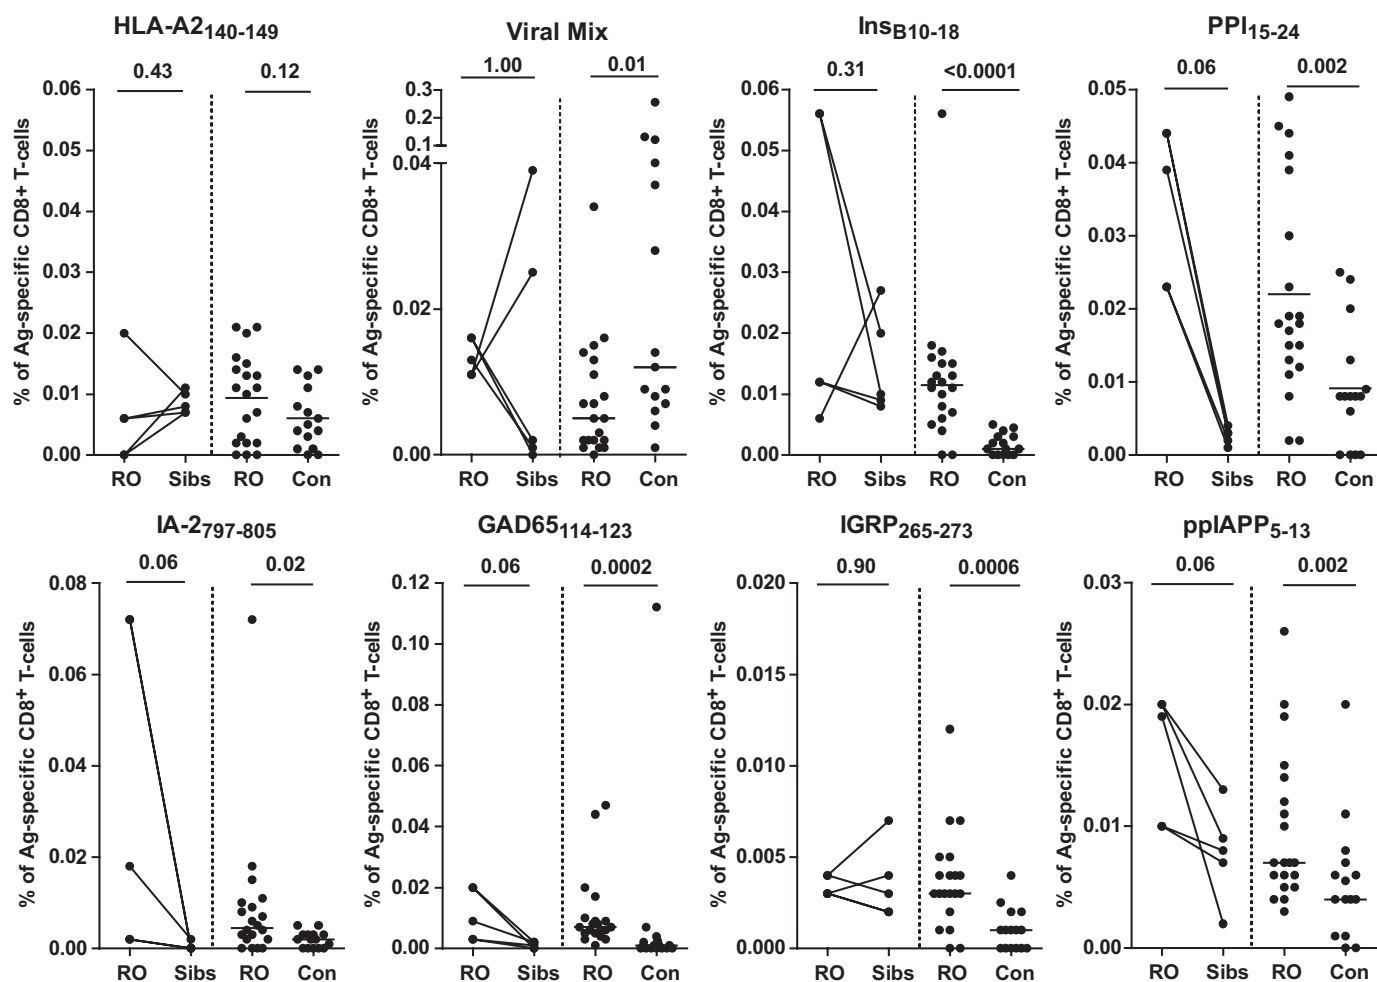 HLA-A2140-149
Viral Mix
InsB10-18
PPI15-24
0.43 0.12
1.00 0.01
0.31 <0.0001
0.06 0.002
% of Ag-specific CD8+ T-cells
0.06
0.05
0.04
0.03
0.02
0.01
0.00
RO Sibs RO Con
% of Ag-specific CD8+ T-cells
0.3
0.2
0.1
0.04
0.02
0.00
RO Sibs RO Con
% of Ag-specific CD8+ T-cells
0.06
0.05
0.04
0.03
0.02
0.01
0.00
RO Sibs RO Con
% of Ag-specific CD8+ T-cells
0.05
0.04
0.03
0.02
0.01
0.00
RO Sibs RO Con
IA-2797-805
GAD65114-123
IGRP265-273
ppIAPP5-13
0.06 0.02
0.06 0.0002
0.90 0.0006
0.06 0.002
% of Ag-specific CD8+ T-cells
0.08
0.06
0.04
0.02
0.00
RO Sibs RO Con
% of Ag-specific CD8+ T-cells
0.12
0.10
0.08
0.06
0.04
0.02
0.00
RO Sibs RO Con
% of Ag-specific CD8+ T-cells
0.020
0.015
0.010
0.005
0.000
RO Sibs RO Con
% of Ag-specific CD8+ T-cells
0.03
0.02
0.01
0.00
RO Sibs RO Con